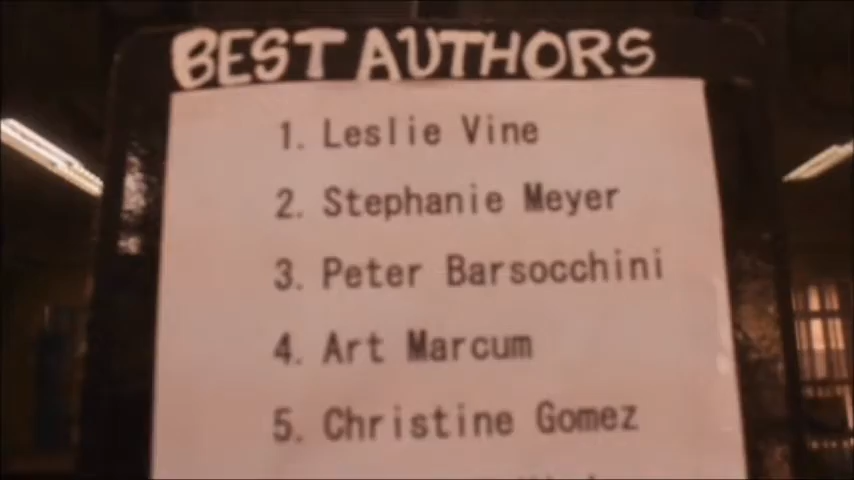 BEST AUTHORS
1. Leslie Vine
2. Stephanie Meyer
3. Peter Barsocchini
4. Art Marcum
5. Christine Gomez